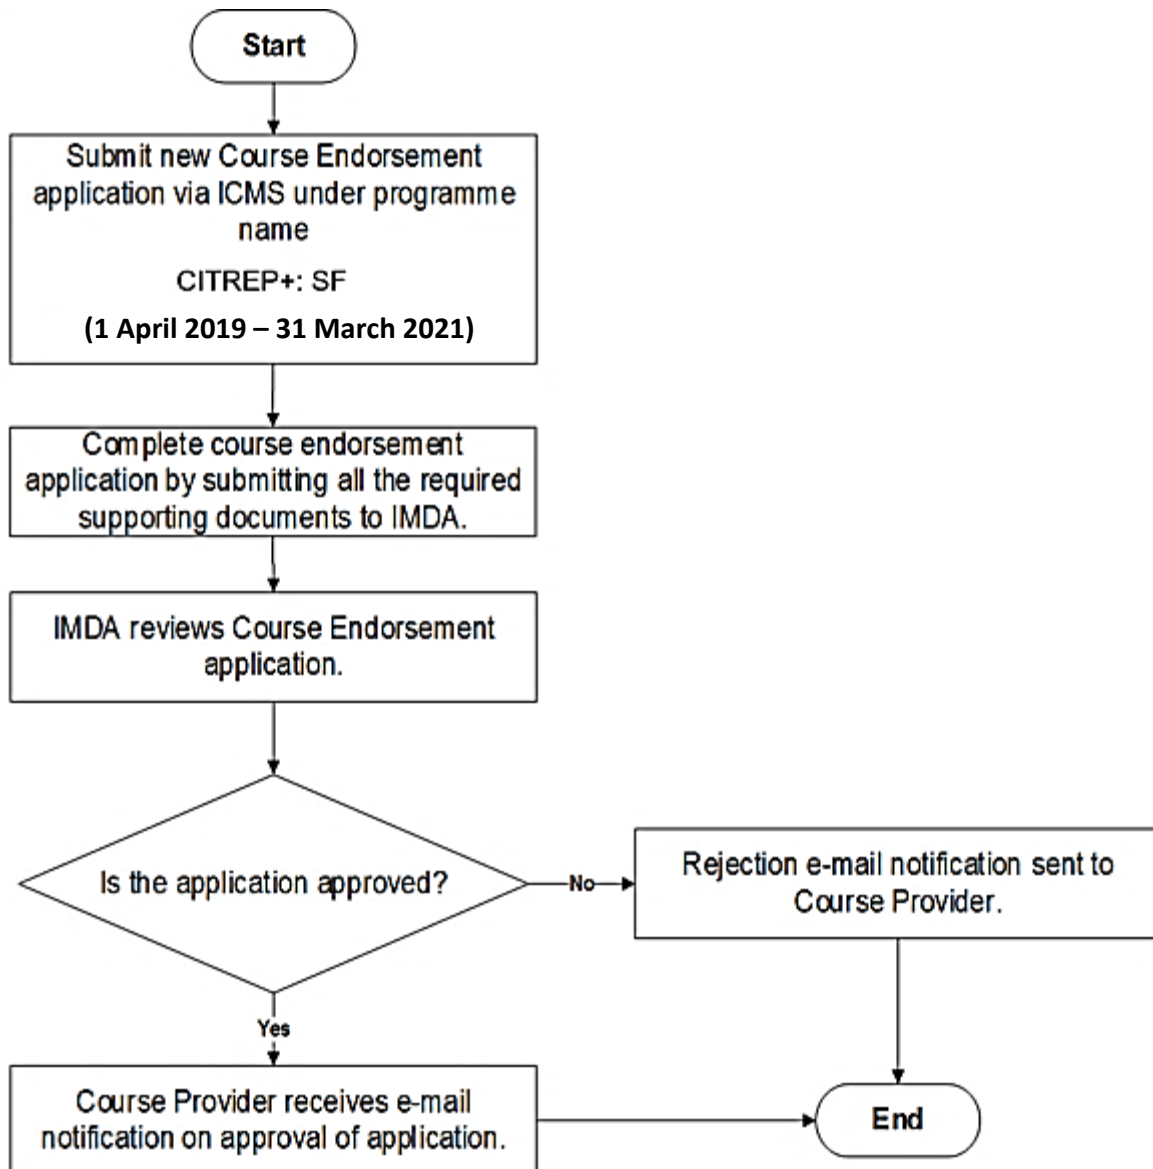 Start
Submit new Course Endorsement
application via ICMS under programme
name
CITREP+: SF
(1 April 2019 – 31 March 2021)
Complete course endorsement
application by submitting all the required
supporting documents to IMDA.
IMDA reviews Course Endorsement
application.
Is the application approved?
No
Rejection e-mail notification sent to
Course Provider.
Yes
Course Provider receives e-mail
notification on approval of application.
End